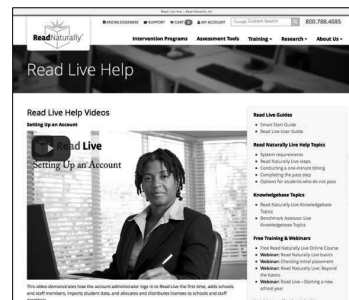 KNOWLEDGEBASE SUPPORT CART MY ACCOUNT Google Custom Search 800.788.4085
Read Naturally
Intervention Programs Assessment Tools Training Research About Us
Read Live Help
Read Live Help Videos
Setting Up an Account
Read Live
Setting Up an Account
This video demonstrates how the account administrator logs in to Read Live the first time, adds schools
and staff members, imports student data, and allocates and distributes licenses to schools and staff
Read Live Guides
Smart Start Guide
Read Live User Guide
Read Naturally Live Help Topics
System requirements
Read Naturally Live steps
Conducting a one-minute timing
Completing the pass step
Options for students who do not pass
Knowledgebase Topics
Read Naturally Live Knowledgebase
Topics
Benchmark Assessor Live
Knowledgebase Topics
Free Training & Webinars
Free Read Naturally Live Online Course
Webinar: Read Naturally Live basics
Webinar: Conducting initial placement
Webinar: Read Naturally Live: Beyond
the basics
Webinar: Read Live—Starting a new
school year